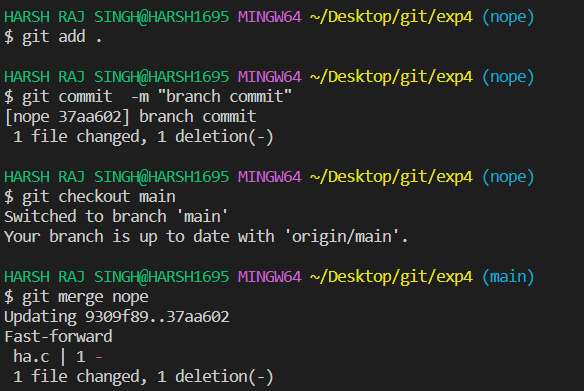 HARSH RAJ SINGH@HARSH1695 MINGW64 ~/Desktop/git/exp4 (nope)
$ git add .
HARSH RAJ SINGH@HARSH1695 MINGW64 ~/Desktop/git/exp4 (nope)
$ git commit  -m "branch commit"
[nope 37aa602] branch commit
 1 file changed, 1 deletion(-)
HARSH RAJ SINGH@HARSH1695 MINGW64 ~/Desktop/git/exp4 (nope)
$ git checkout main
Switched to branch 'main'
Your branch is up to date with 'origin/main'.
HARSH RAJ SINGH@HARSH1695 MINGW64 ~/Desktop/git/exp4 (main)
$ git merge nope
Updating 9309f89..37aa602
Fast-forward
 ha.c | 1 -
 1 file changed, 1 deletion(-)